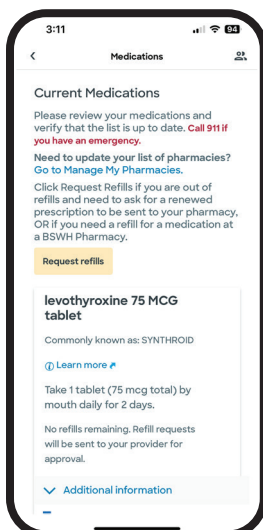 3:11
94
Medications
Current Medications
Please review your medications and
verify that the list is up to date. Call 911 if
you have an emergency.
Need to update your list of pharmacies?
Go to Manage My Pharmacies.
Click Request Refills if you are out of
refills and need to ask for a renewed
prescription to be sent to your pharmacy,
OR if you need a refill for a medication at
a BSWH Pharmacy.
Request refills
levothyroxine 75 MCG
tablet
Commonly known as: SYNTHROID
Learn more
Take 1 tablet (75 mcg total) by
mouth daily for 2 days.
No refills remaining. Refill requests
will be sent to your provider for
approval.
Additional information